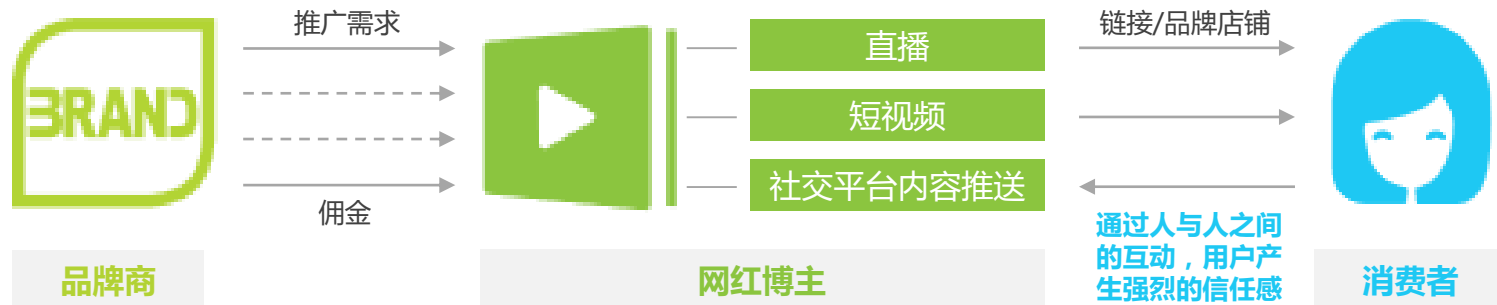 推广需求
链接/品牌店铺
BRAND
直播
短视频
社交平台内容推送
佣金
通过人与人之间
的互动，用户产
生强烈的信任感
品牌商
网红博主
消费者